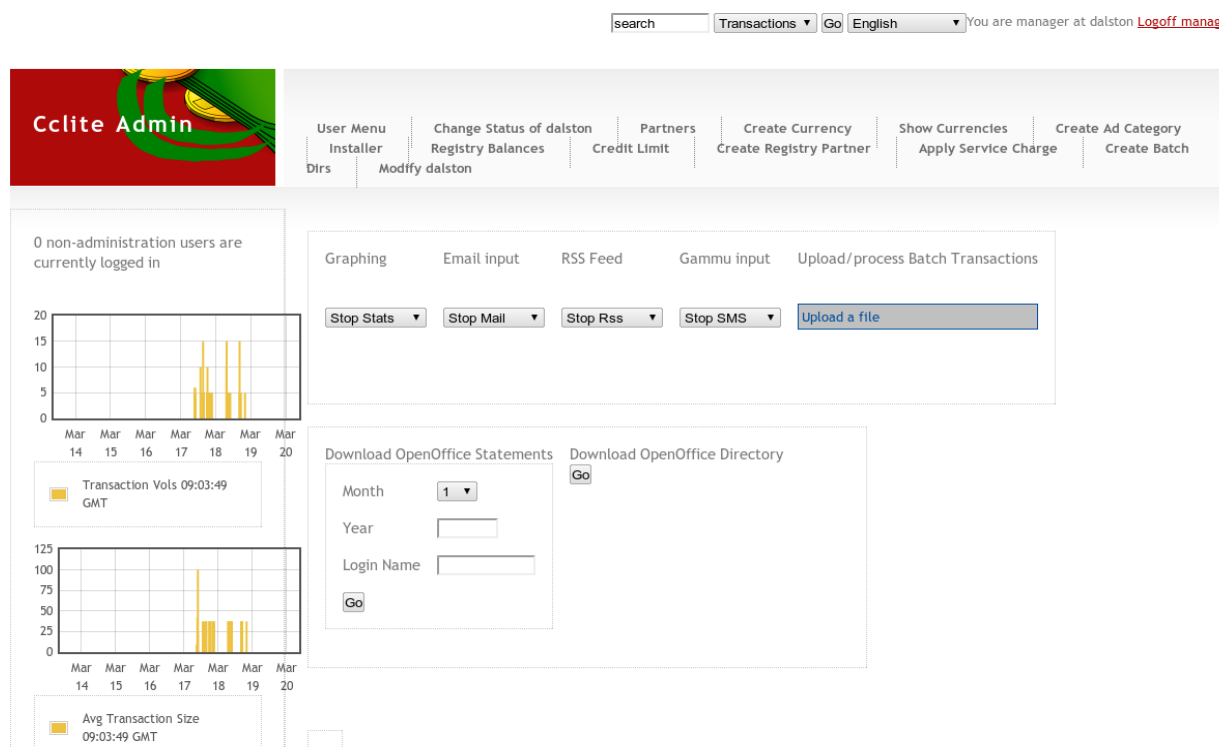 search Transactions Go English You are manager at dalston Logoff manag
Cclite Admin
User Menu Change Status of dalston Partners Create Currency Show Currencies Create Ad Category
Installer Registry Balances Credit Limit Create Registry Partner Apply Service Charge Create Batch
Dirs Modify dalston
0 non-administration users are
currently logged in
20
15
10
5
0
Mar Mar Mar Mar Mar Mar Mar
14 15 16 17 18 19 20
Transaction Vols 09:03:49
GMT
125
100
75
50
25
0
Mar Mar Mar Mar Mar Mar Mar
14 15 16 17 18 19 20
Avg Transaction Size
09:03:49 GMT
Graphing Email input RSS Feed Gammu input Upload/process Batch Transactions
Stop Stats Stop Mail Stop Rss Stop SMS Upload a file
Download OpenOffice Statements Download OpenOffice Directory
Go
Month 1
Year
Login Name
Go